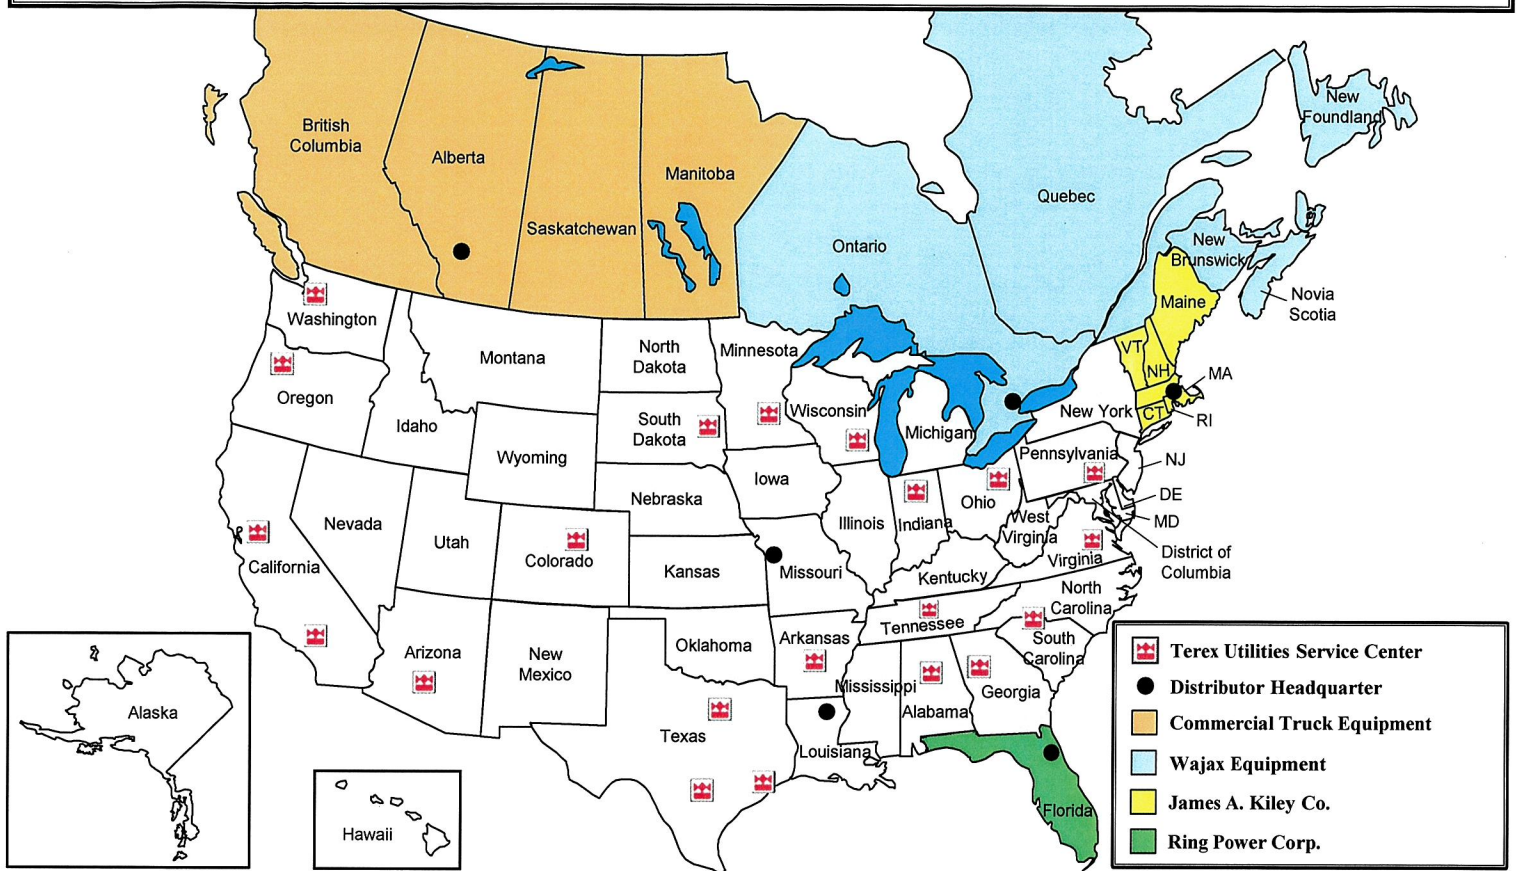 British
Columbia
Alberta
Saskatchewan
Manitoba
Ontario
Quebec
New
Foundland
New
Brunswick
Novia
Scotia
Washington
Oregon
Idaho
Montana
North
Dakota
South
Dakota
Minnesota
Wisconsin
Michigan
Maine
VT
NH
MA
CT
RI
New York
Pennsylvania
NJ
DE
MD
District of
Columbia
Wyoming
Nebraska
Iowa
Illinois
Indiana
Ohio
West
Virginia
Virginia
California
Nevada
Utah
Colorado
Kansas
Missouri
Kentucky
North
Carolina
Tennessee
South
Carolina
Arizona
New
Mexico
Oklahoma
Arkansas
Mississippi
Alabama
Georgia
Texas
Louisiana
Florida
Alaska
Hawaii
Terex Utilities Service Center
Distributor Headquarter
Commercial Truck Equipment
Wajax Equipment
James A. Kiley Co.
Ring Power Corp.